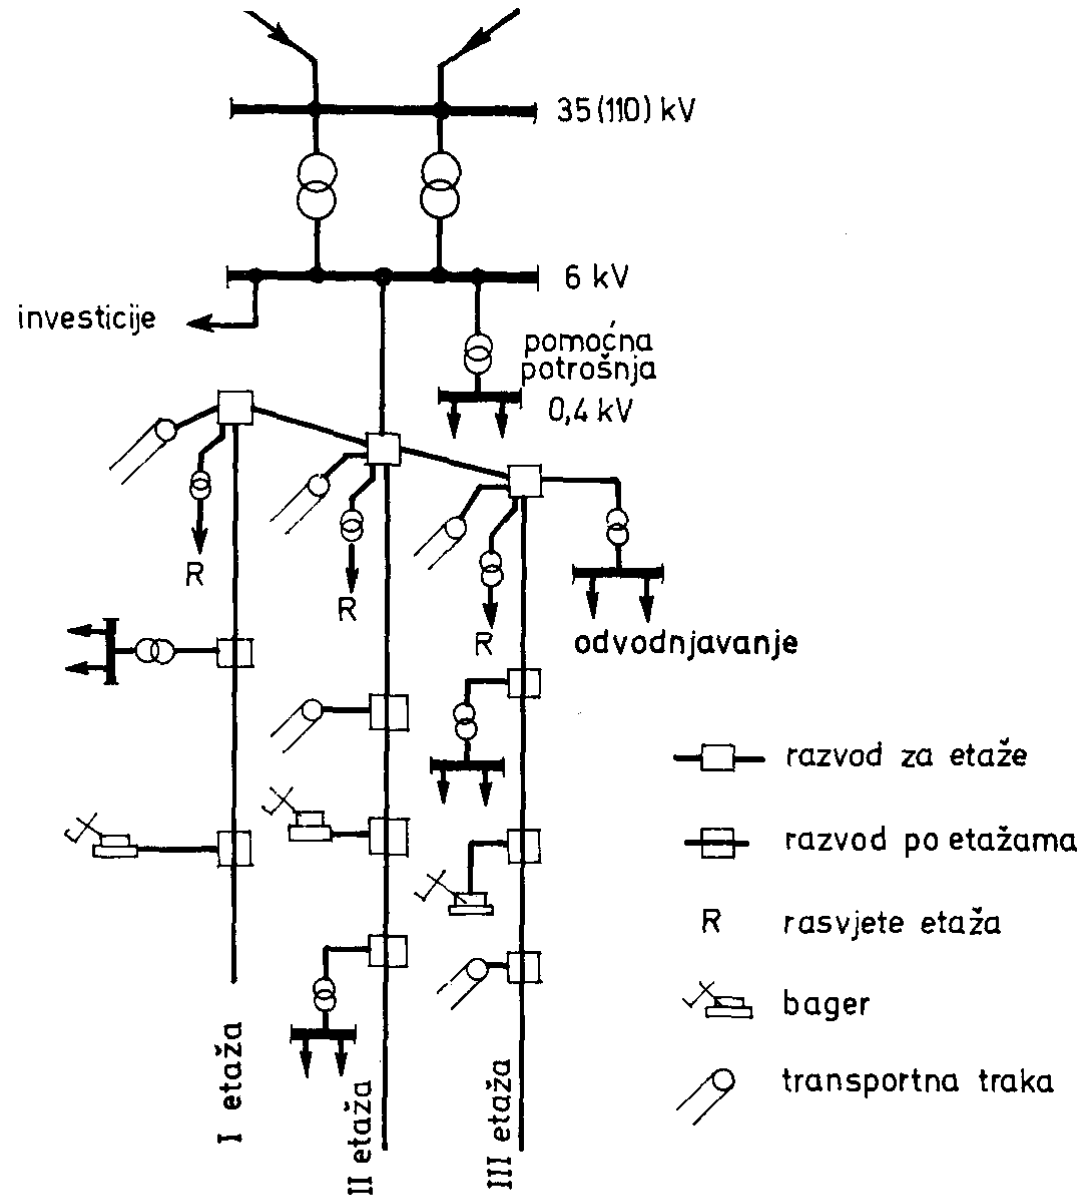 35(110) kV
6 kV
investicije
pomoćna
potrošnja
0,4 kV
R
R
R
odvodnjavanje
razvod za etaže
razvod po etažama
R rasvjete etaža
bager
transportna traka
I etaža
II etaža
III etaža